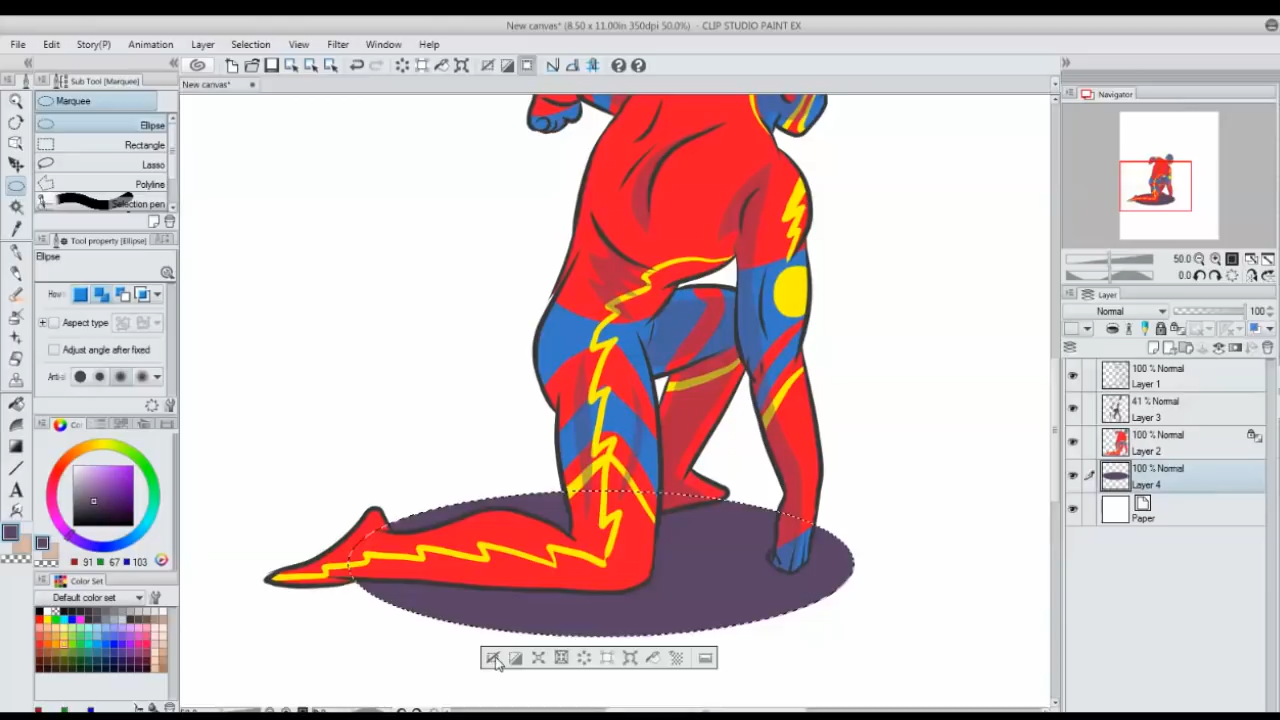 New canvas* (8.50 x 11.00in 350dpi 50.0%) - CLIP STUDIO PAINT EX
File Edit Story(P) Animation Layer Selection View Filter Window Help
Sub Tool [Marquee]
New canvas*
Navigator
Marquee
Ellipse
Rectangle
Lasso
Polyline
Selection pen
Tool property [Ellipse]
Ellipse
Aspect type
Adjust angle after fixed
50.0
0.0
Layer
Normal
100
100 % Normal
Layer 1
41 % Normal
Layer 3
100 % Normal
Layer 2
100 % Normal
Layer 4
Paper
91 67 103
Color Set
Default color set